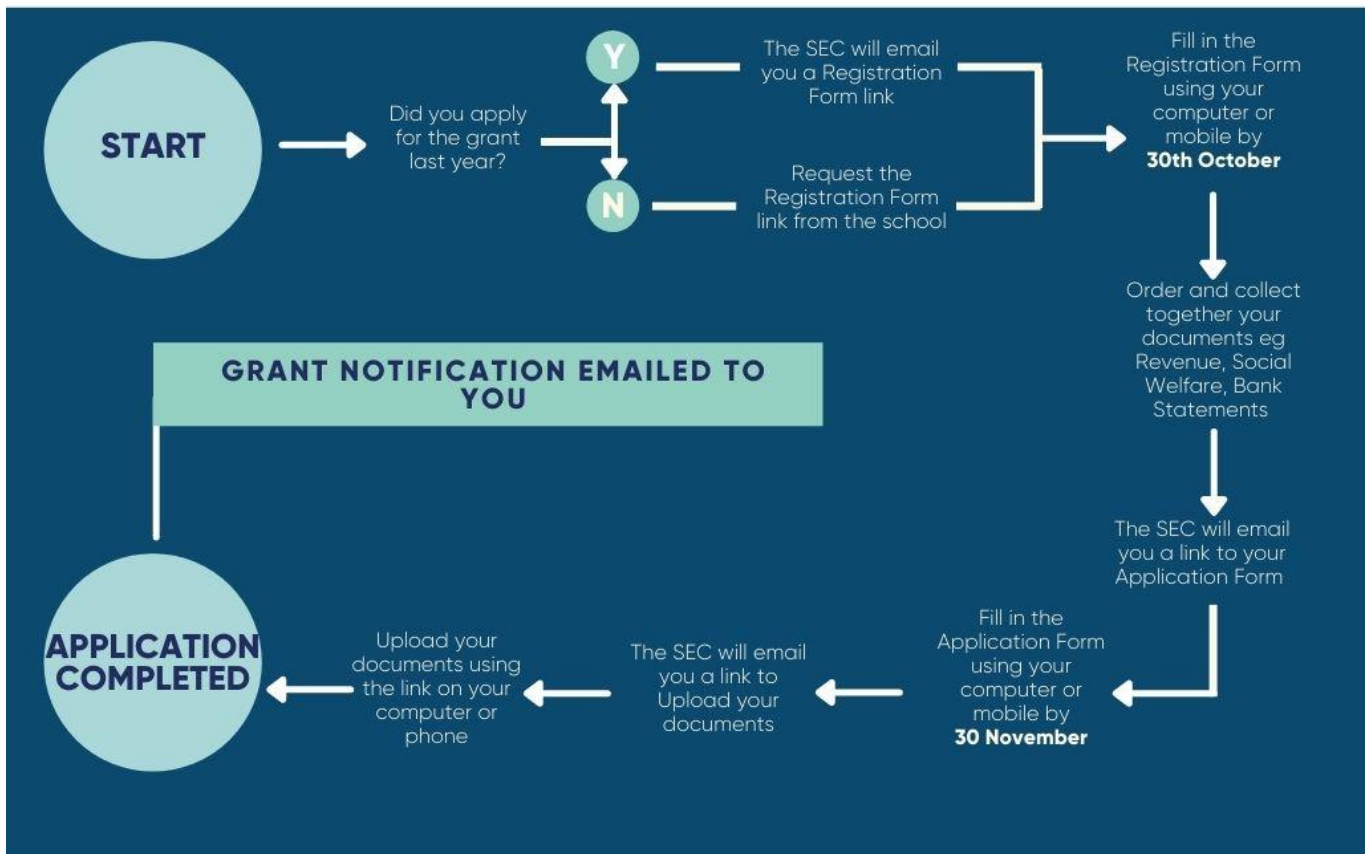 START
Did you apply
for the grant
last year?
Y
The SEC will email
you a Registration
Form link
N
Request the
Registration Form
link from the school
Fill in the
Registration Form
using your
computer or
mobile by
30th October
Order and collect
together your
documents eg
Revenue, Social
Welfare, Bank
Statements
The SEC will email
you a link to your
Application Form
Fill in the
Application Form
using your
computer or
mobile by
30 November
The SEC will email
you a link to
Upload your
documents
Upload your
documents using
the link on your
computer or
phone
APPLICATION
COMPLETED
GRANT NOTIFICATION EMAILED TO
YOU